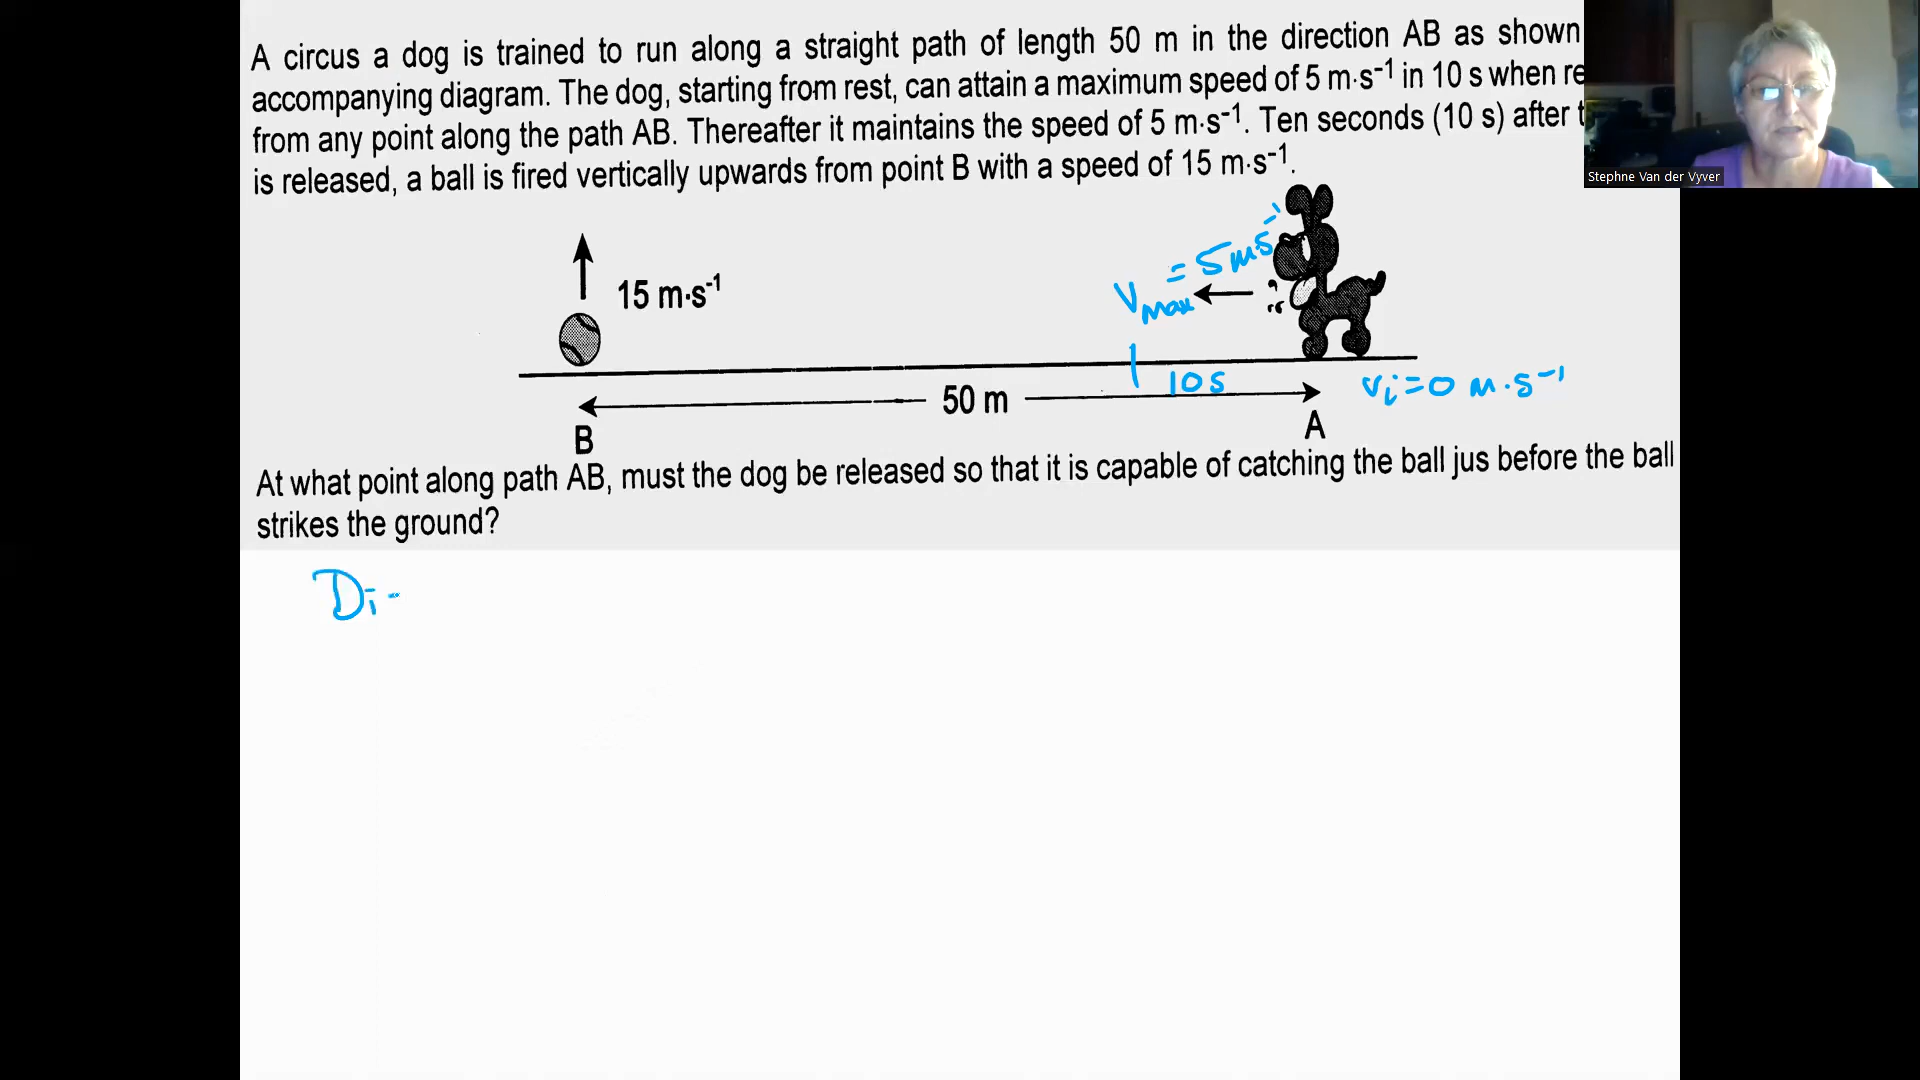 A circus a dog is trained to run along a straight path of length 50 m in the direction AB as shown
accompanying diagram. The dog, starting from rest, can attain a maximum speed of 5 m·s⁻¹ in 10 s when re
from any point along the path AB. Thereafter it maintains the speed of 5 m·s⁻¹. Ten seconds (10 s) after t
is released, a ball is fired vertically upwards from point B with a speed of 15 m·s⁻¹.
Stephne Van der Vyver
15 m·s⁻¹
Vmax = 5ms⁻¹
10s
vi=0 m·s⁻¹
50 m
B
A
At what point along path AB, must the dog be released so that it is capable of catching the ball jus before the ball
strikes the ground?
Di-